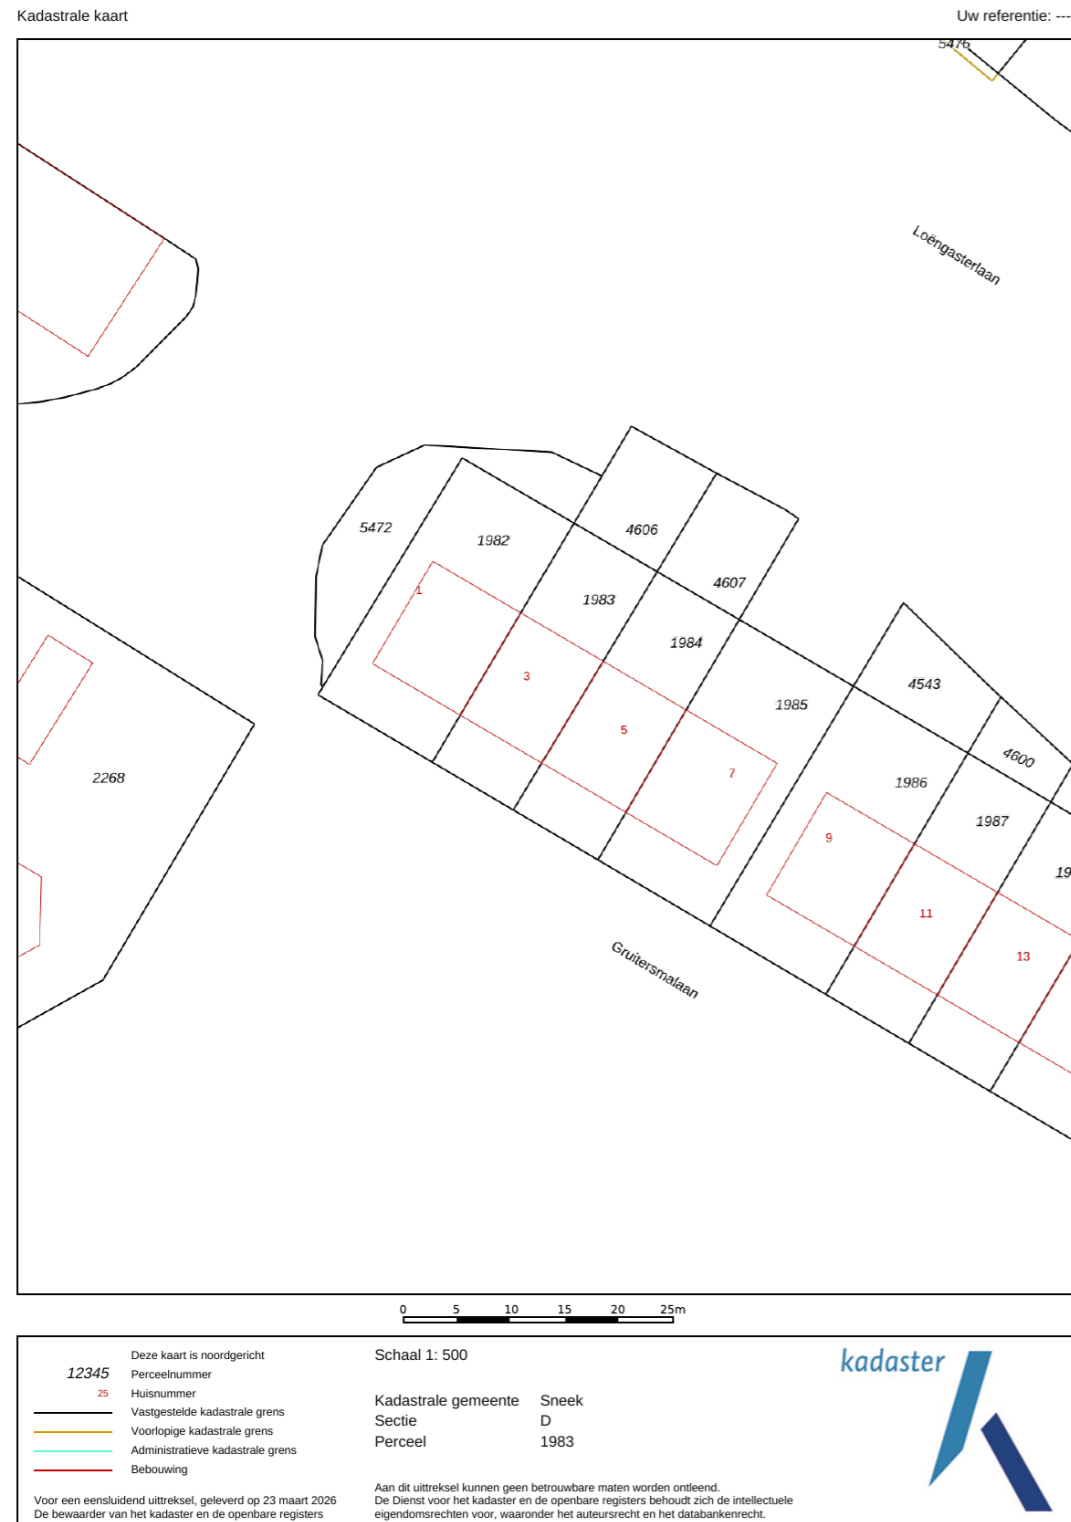 Kadastrale kaart
Uw referentie: ---
5476
Loëngasterlaan
5472
1982
4606
4607
1
1983
1984
3
1985
4543
5
4600
7
2268
1986
1987
9
19
11
13
Gruitersmalaan
0 5 10 15 20 25m
Deze kaart is noordgericht
12345 Perceelnummer
25 Huisnummer
Vastgestelde kadastrale grens
Voorlopige kadastrale grens
Administratieve kadastrale grens
Bebouwing
Voor een eensluidend uittreksel, geleverd op 23 maart 2026
De bewaarder van het kadaster en de openbare registers
Schaal 1: 500
Kadastrale gemeente Sneek
Sectie D
Perceel 1983
Aan dit uittreksel kunnen geen betrouwbare maten worden ontleend.
De Dienst voor het kadaster en de openbare registers behoudt zich de intellectuele
eigendomsrechten voor, waaronder het auteursrecht en het databankenrecht.
kadaster